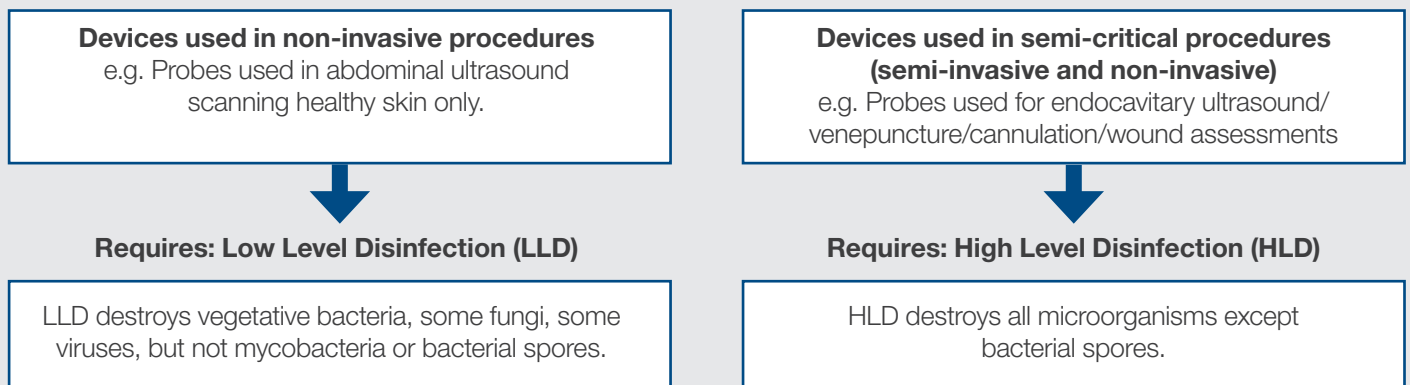 Devices used in non-invasive procedures
e.g. Probes used in abdominal ultrasound
scanning healthy skin only.
Requires: Low Level Disinfection (LLD)
LLD destroys vegetative bacteria, some fungi, some
viruses, but not mycobacteria or bacterial spores.
Devices used in semi-critical procedures
(semi-invasive and non-invasive)
e.g. Probes used for endocavitary ultrasound/
venepuncture/cannulation/wound assessments
Requires: High Level Disinfection (HLD)
HLD destroys all microorganisms except
bacterial spores.